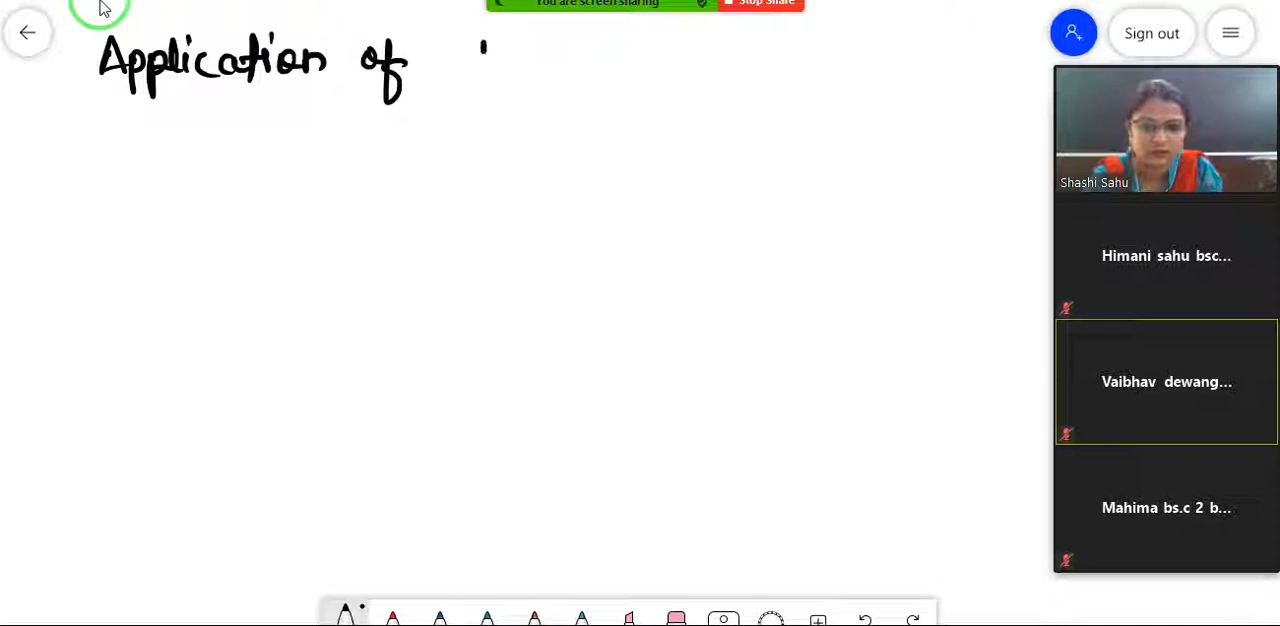 You are screen sharing
Stop Share
Application of
Sign out
Shashi Sahu
Himani sahu bsc...
Vaibhav dewang...
Mahima bs.c 2 b...